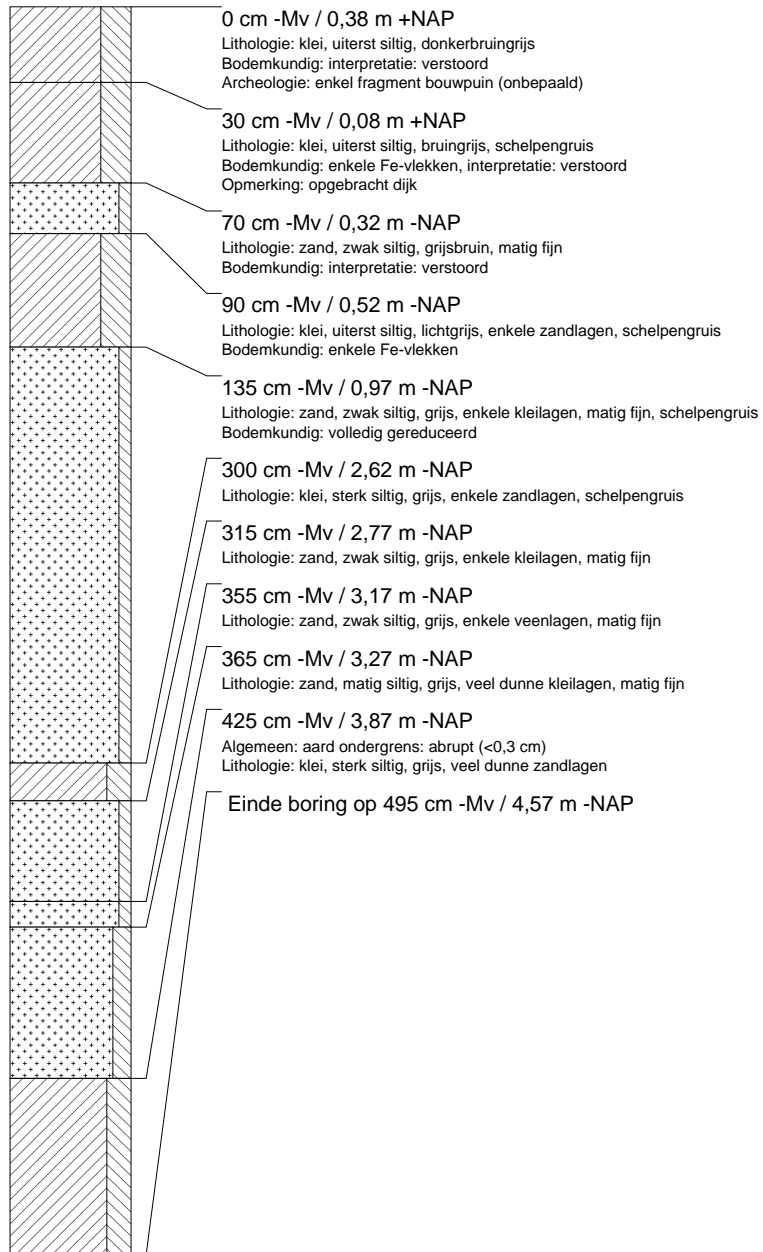 0 cm -Mv / 0,38 m +NAP
Lithologie: klei, uiterst siltig, donkerbruingrijs
Bodemkundig: interpretatie: verstoord
Archeologie: enkel fragment bouwpuin (onbepaald)
30 cm -Mv / 0,08 m +NAP
Lithologie: klei, uiterst siltig, bruingrijs, schelpengruis
Bodemkundig: enkele Fe-vlekken, interpretatie: verstoord
Opmerking: opgebracht dijk
70 cm -Mv / 0,32 m -NAP
Lithologie: zand, zwak siltig, grijsbruin, matig fijn
Bodemkundig: interpretatie: verstoord
90 cm -Mv / 0,52 m -NAP
Lithologie: klei, uiterst siltig, lichtgrijs, enkele zandlagen, schelpengruis
Bodemkundig: enkele Fe-vlekken
135 cm -Mv / 0,97 m -NAP
Lithologie: zand, zwak siltig, grijs, enkele kleilagen, matig fijn, schelpengruis
Bodemkundig: volledig gereduceerd
300 cm -Mv / 2,62 m -NAP
Lithologie: klei, sterk siltig, grijs, enkele zandlagen, schelpengruis
315 cm -Mv / 2,77 m -NAP
Lithologie: zand, zwak siltig, grijs, enkele kleilagen, matig fijn
355 cm -Mv / 3,17 m -NAP
Lithologie: zand, zwak siltig, grijs, enkele veenlagen, matig fijn
365 cm -Mv / 3,27 m -NAP
Lithologie: zand, matig siltig, grijs, veel dunne kleilagen, matig fijn
425 cm -Mv / 3,87 m -NAP
Algemeen: aard ondergrens: abrupt (<0,3 cm)
Lithologie: klei, sterk siltig, grijs, veel dunne zandlagen
Einde boring op 495 cm -Mv / 4,57 m -NAP